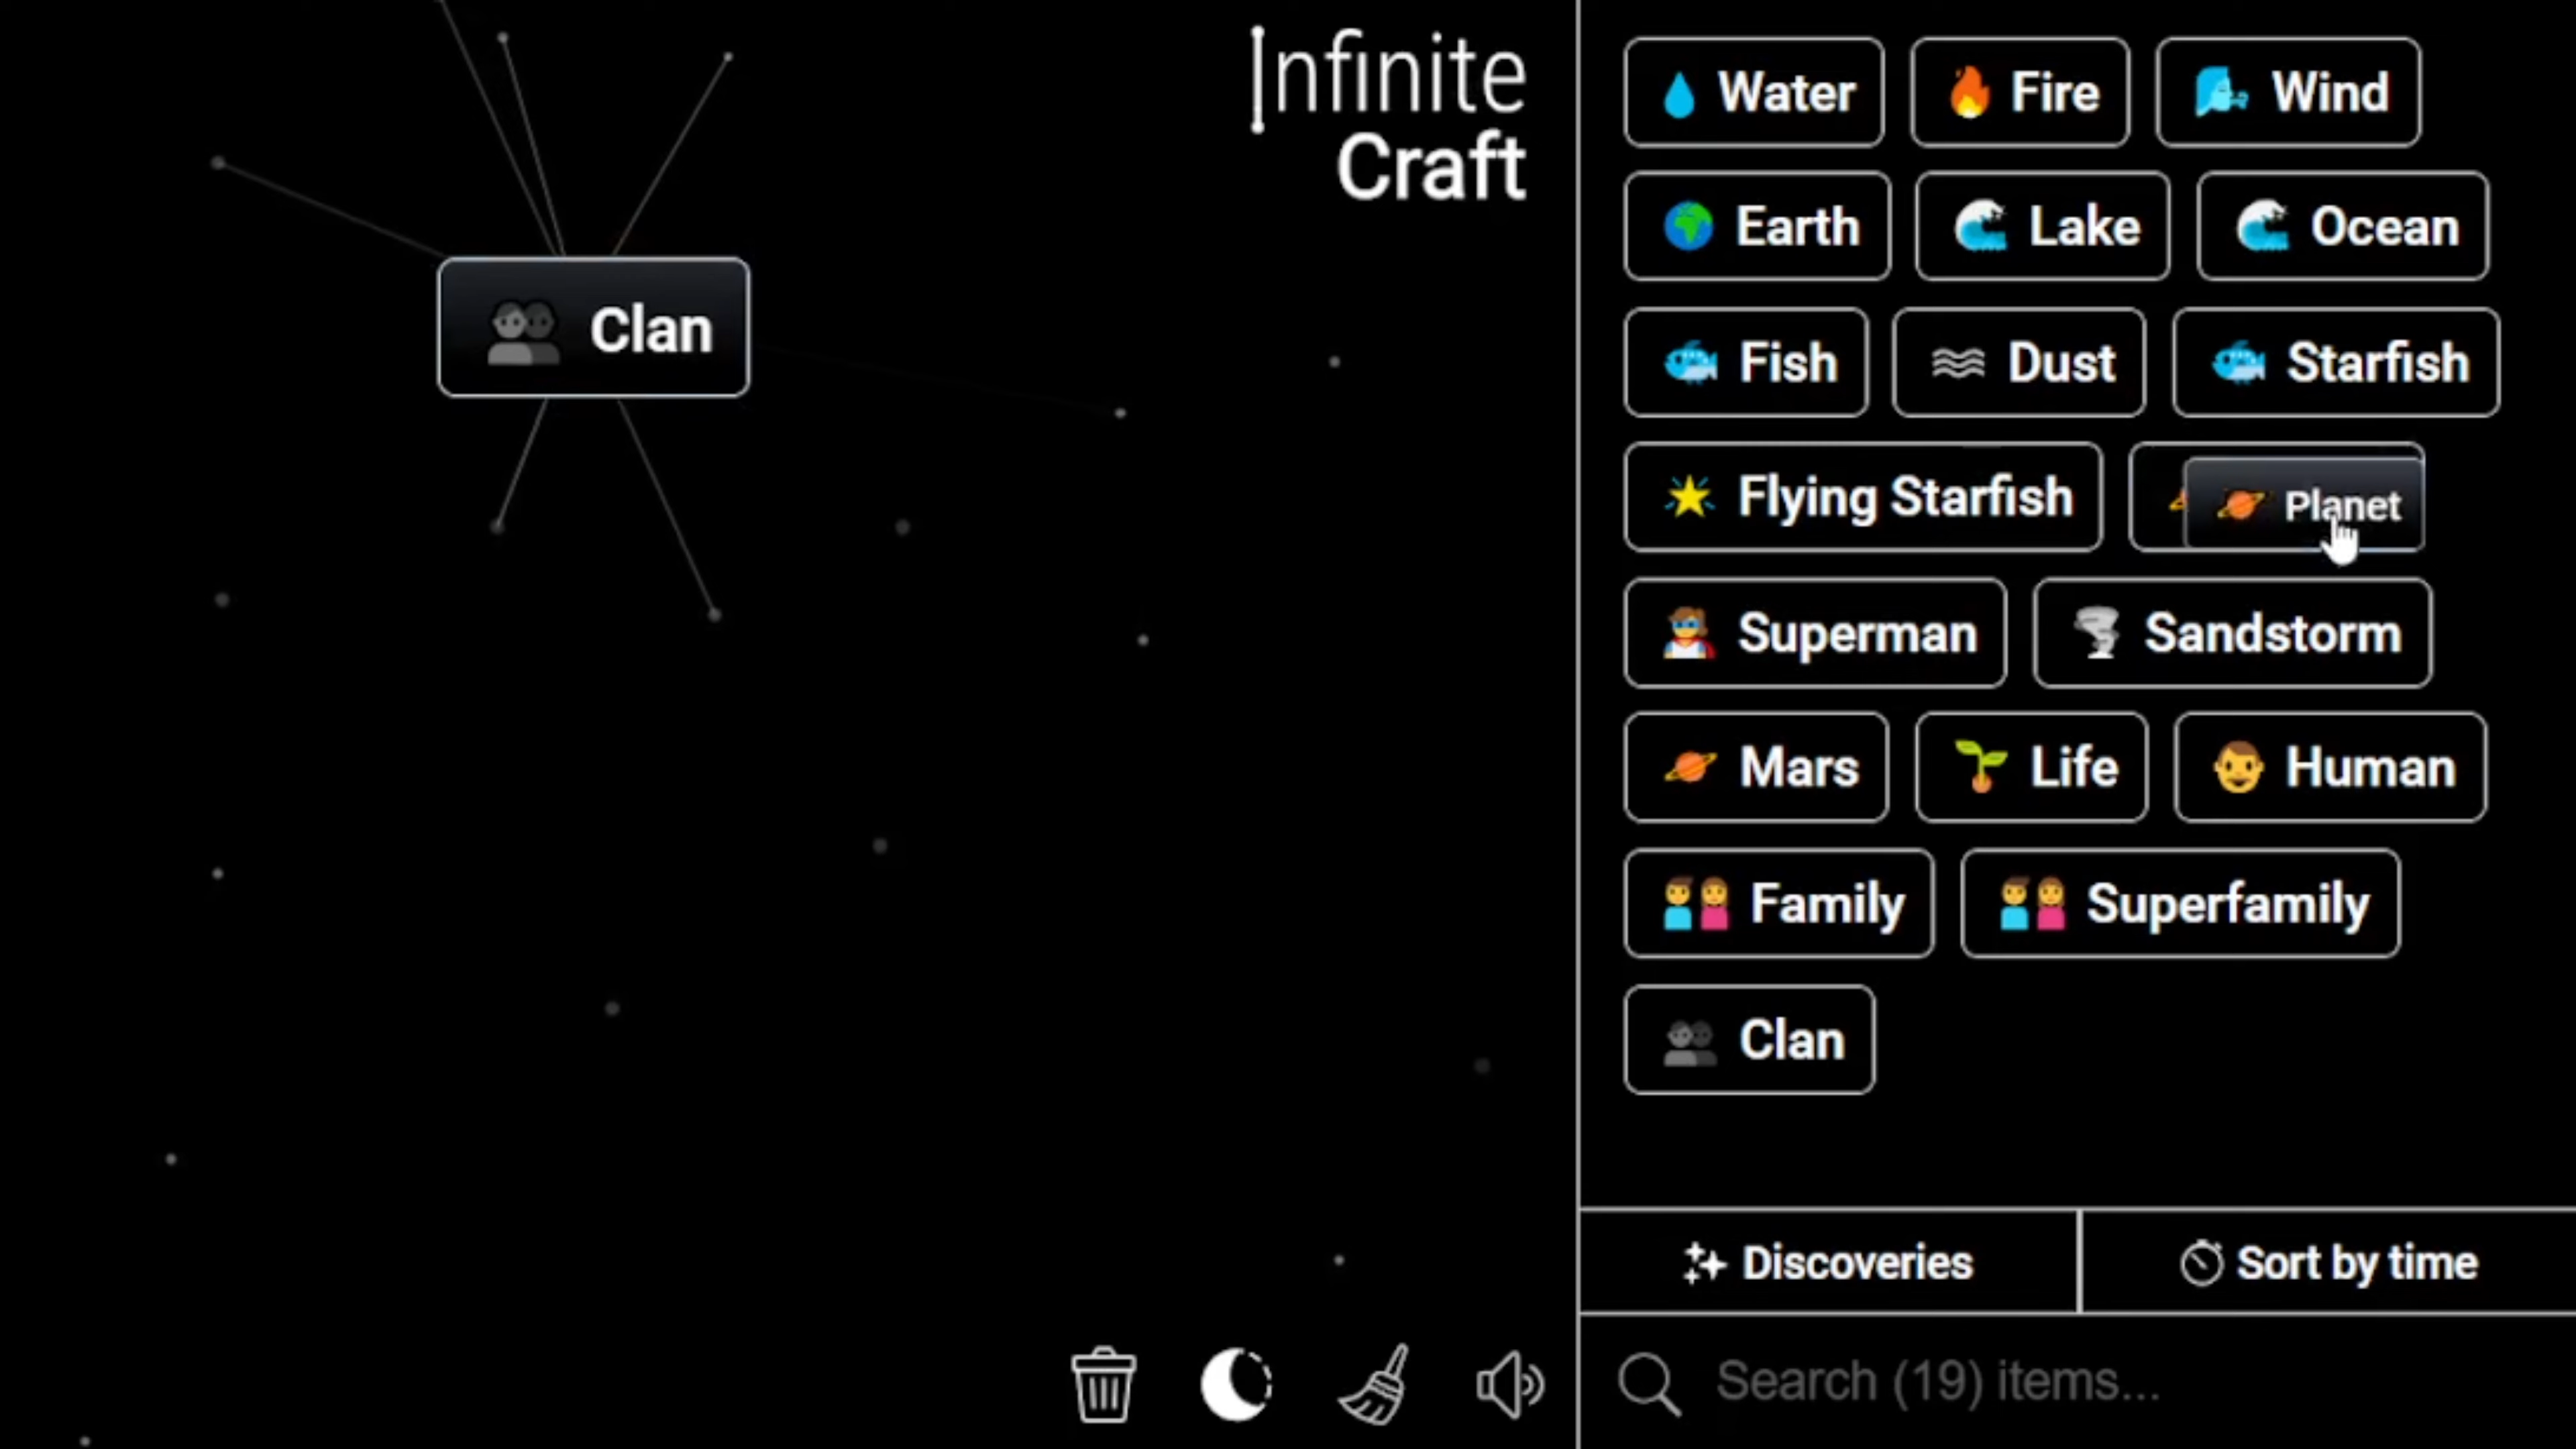 Infinite
Craft
Clan
Water Fire Wind
Earth Lake Ocean
Fish Dust Starfish
Flying Starfish Planet
Superman Sandstorm
Mars Life Human
Family Superfamily
Clan
Discoveries Sort by time
Search (19) items...